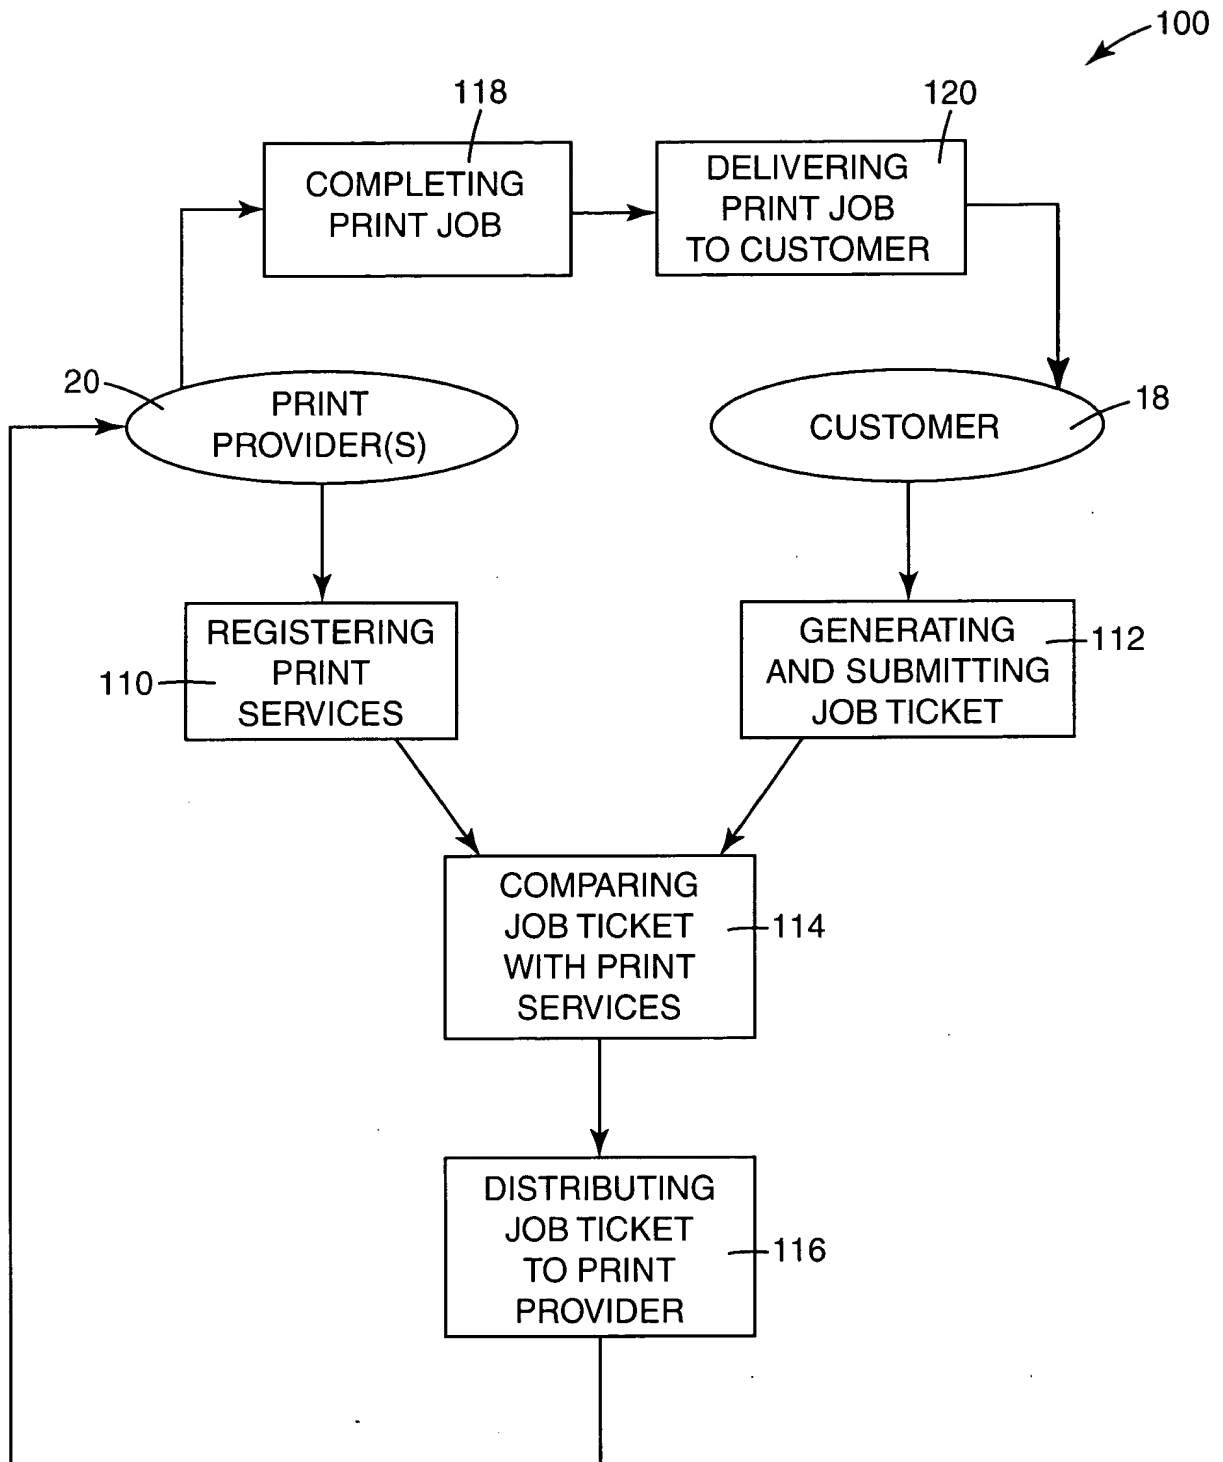 100
118
120
COMPLETING
PRINT JOB
DELIVERING
PRINT JOB
TO CUSTOMER
20
PRINT
PROVIDER(S)
CUSTOMER
18
REGISTERING
PRINT
SERVICES
110
GENERATING
AND SUBMITTING
JOB TICKET
112
COMPARING
JOB TICKET
WITH PRINT
SERVICES
114
DISTRIBUTING
JOB TICKET
TO PRINT
PROVIDER
116